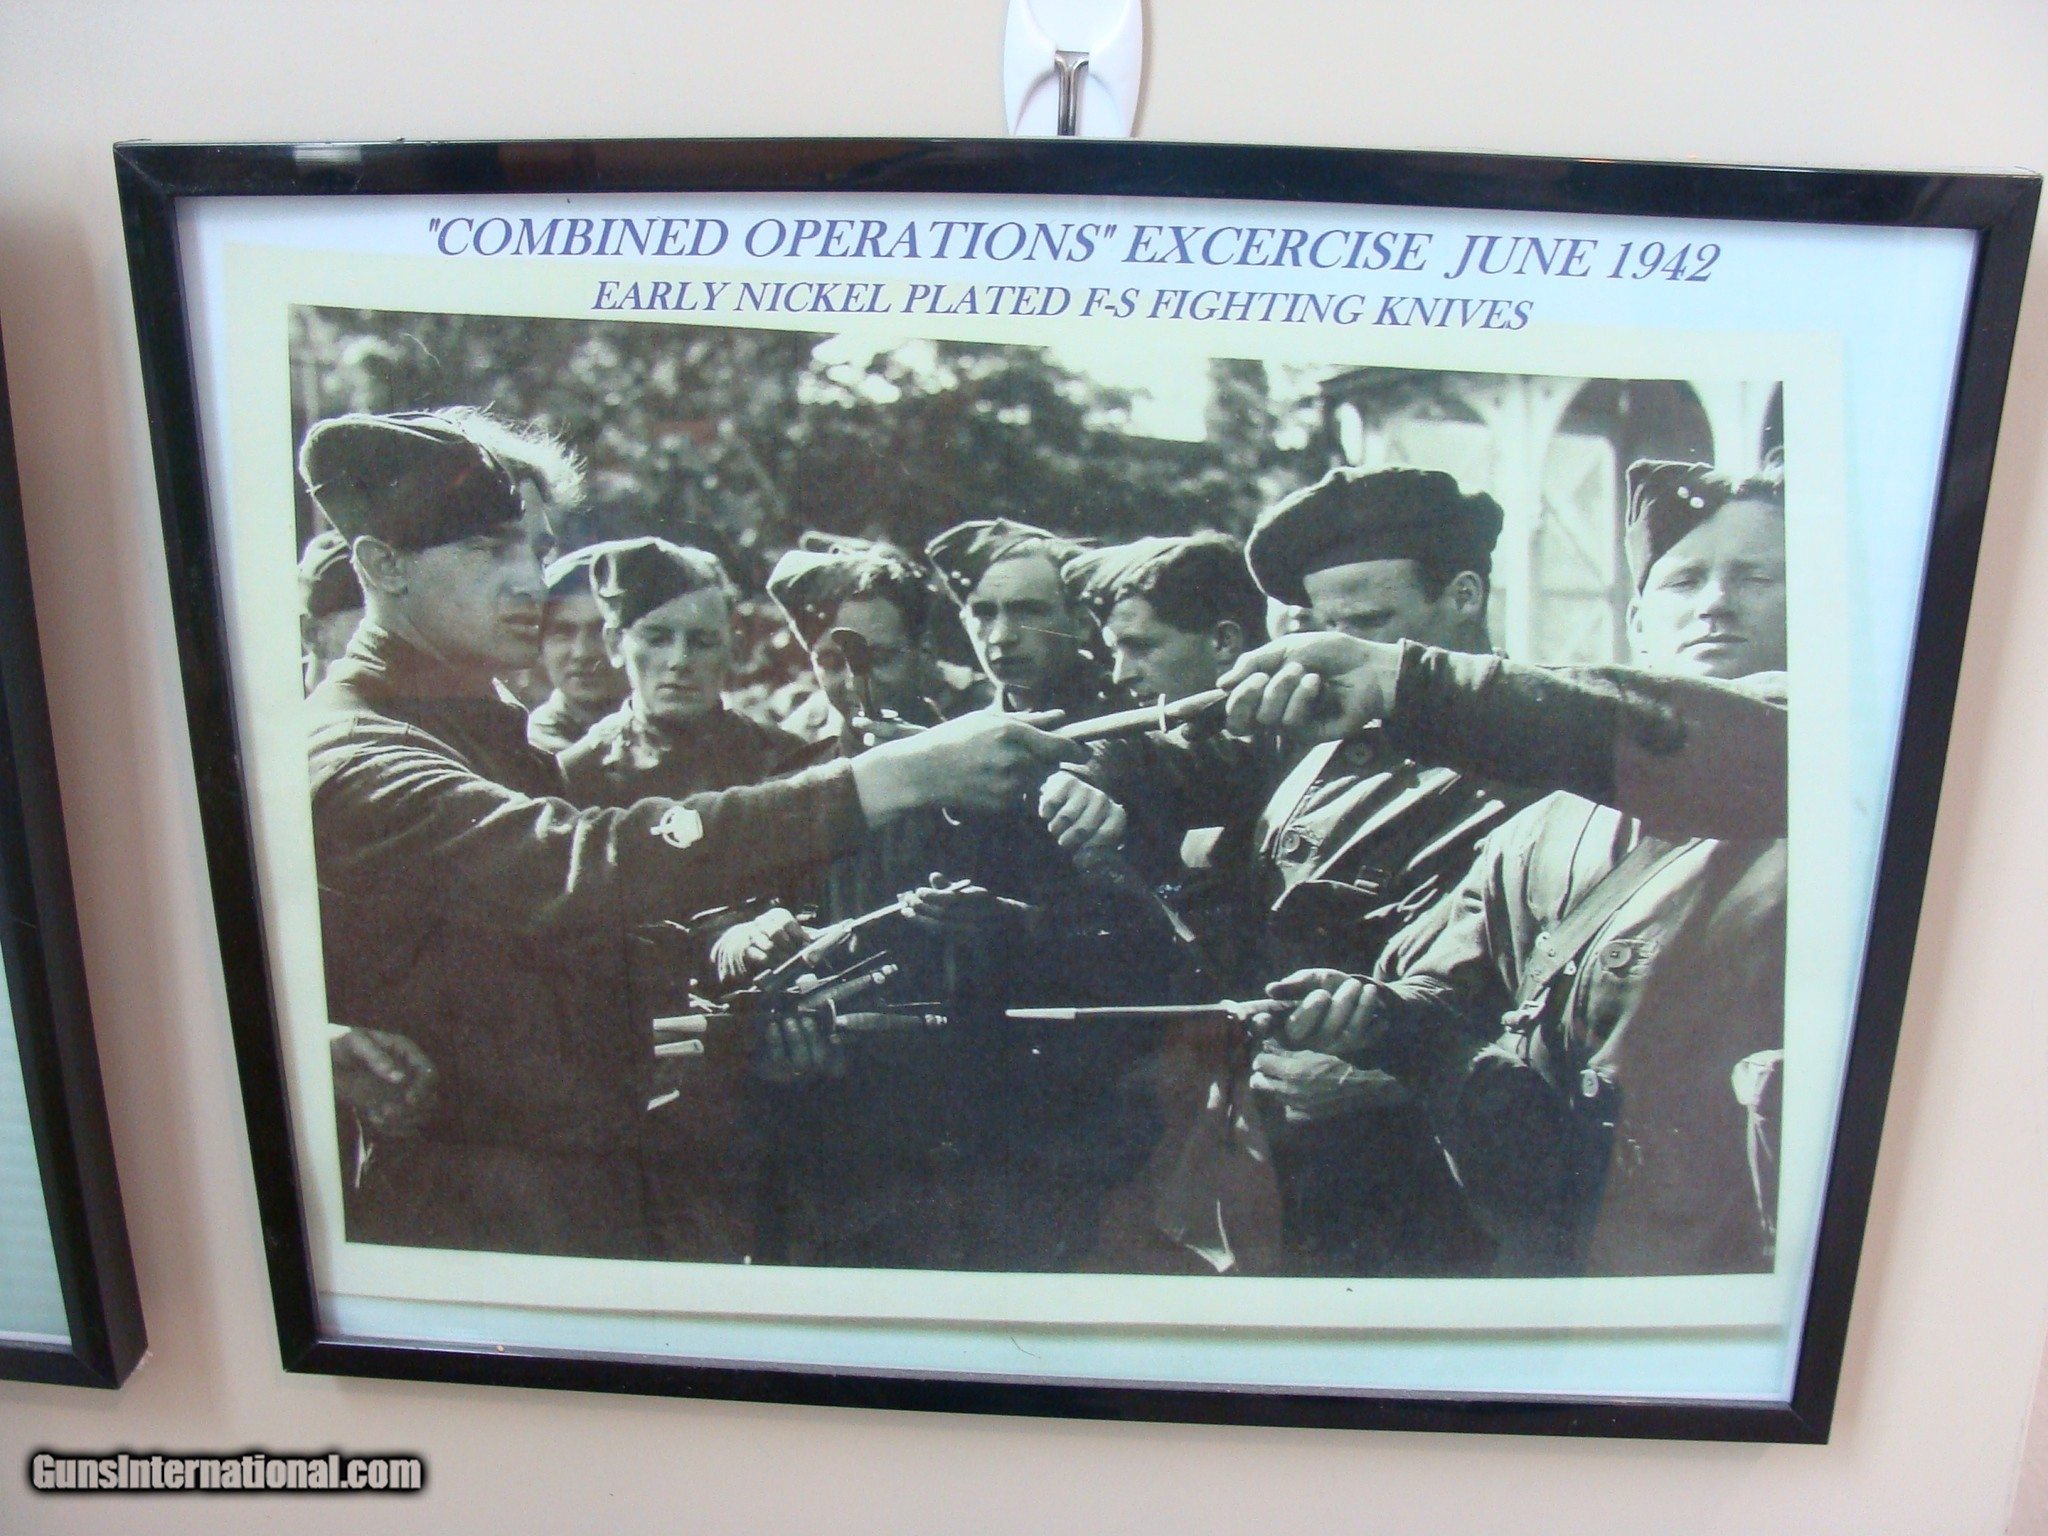 "COMBINED OPERATIONS" EXCERCISE JUNE 1942
EARLY NICKEL PLATED F-S FIGHTING KNIVES
GunsInternational.com